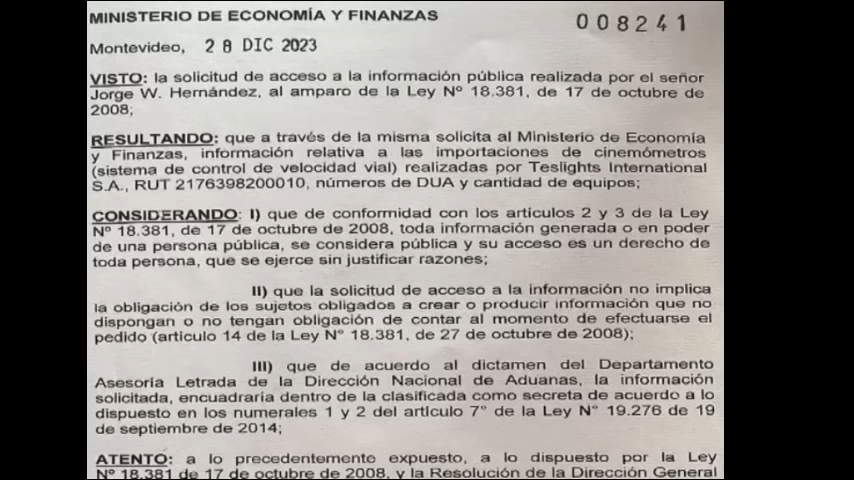 MINISTERIO DE ECONOMÍA Y FINANZAS
008241
Montevideo, 28 DIC 2023
VISTO: la solicitud de acceso a la información pública realizada por el señor
Jorge W. Hernández, al amparo de la Ley Nº 18.381, de 17 de octubre de
2008;
RESULTANDO: que a través de la misma solicita al Ministerio de Economía
y Finanzas, información relativa a las importaciones de cinemómetros
(sistema de control de velocidad vial) realizadas por Teslights International
S.A., RUT 2176398200010, números de DUA y cantidad de equipos;
CONSIDERANDO: I) que de conformidad con los artículos 2 y 3 de la Ley
Nº 18.381, de 17 de octubre de 2008, toda información generada o en poder
de una persona pública, se considera pública y su acceso es un derecho de
toda persona, que se ejerce sin justificar razones;
II) que la solicitud de acceso a la información no implica
la obligación de los sujetos obligados a crear o producir información que no
dispongan o no tengan obligación de contar al momento de efectuarse el
pedido (artículo 14 de la Ley N° 18.381, de 27 de octubre de 2008);
III) que de acuerdo al dictamen del Departamento
Asesoría Letrada de la Dirección Nacional de Aduanas, la información
solicitada, encuadraría dentro de la clasificada como secreta de acuerdo a lo
dispuesto en los numerales 1 y 2 del artículo 7° de la Ley N° 19.276 de 19
de septiembre de 2014;
ATENTO: a lo precedentemente expuesto, a lo dispuesto por la Ley
Nº 18.381 de 17 de octubre de 2008, y la Resolución de la Dirección General